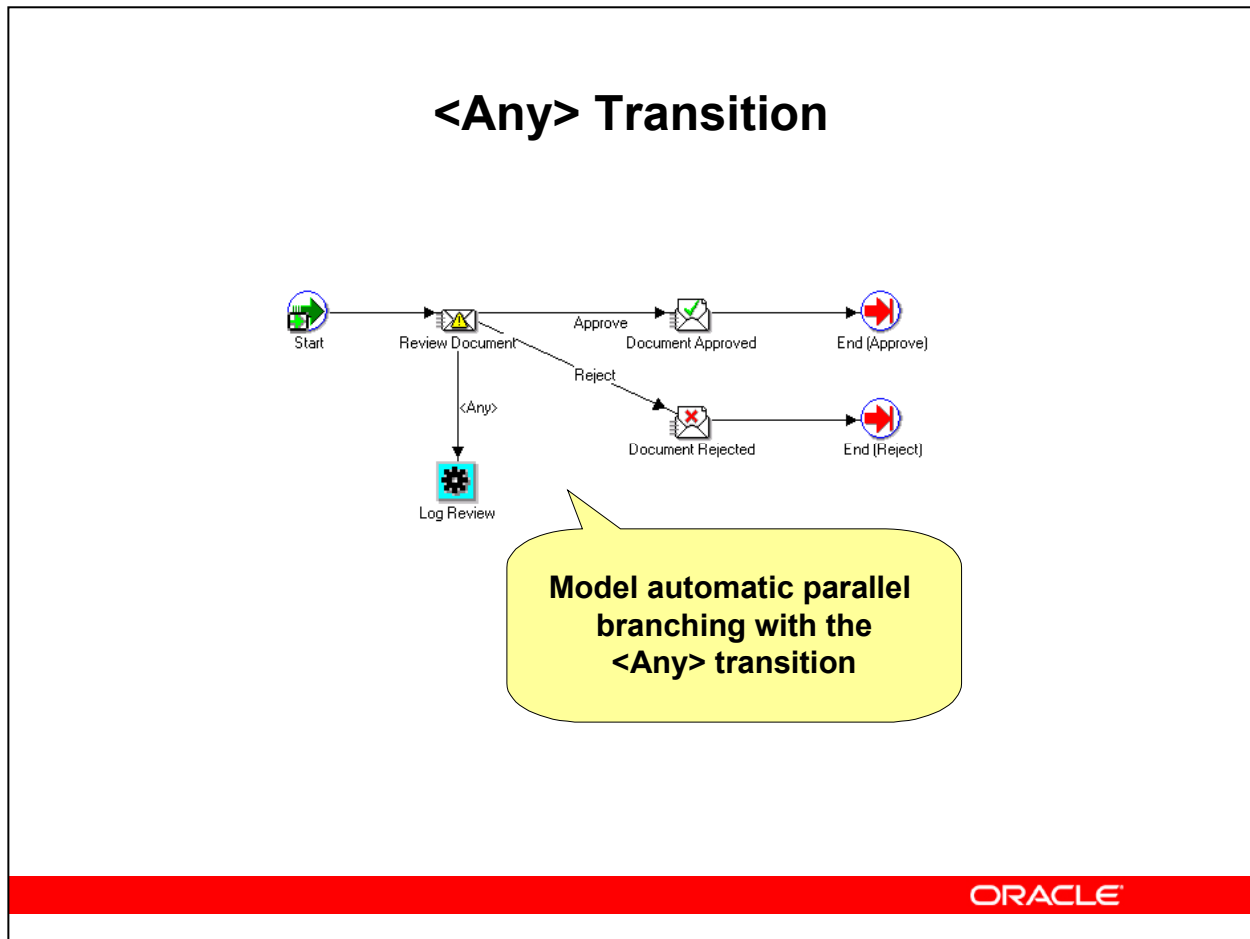 <Any> Transition
Start
Review Document
Approve
Document Approved
End (Approve)
Reject
<Any>
Document Rejected
End (Reject)
Log Review
Model automatic parallel
branching with the
<Any> transition
ORACLE